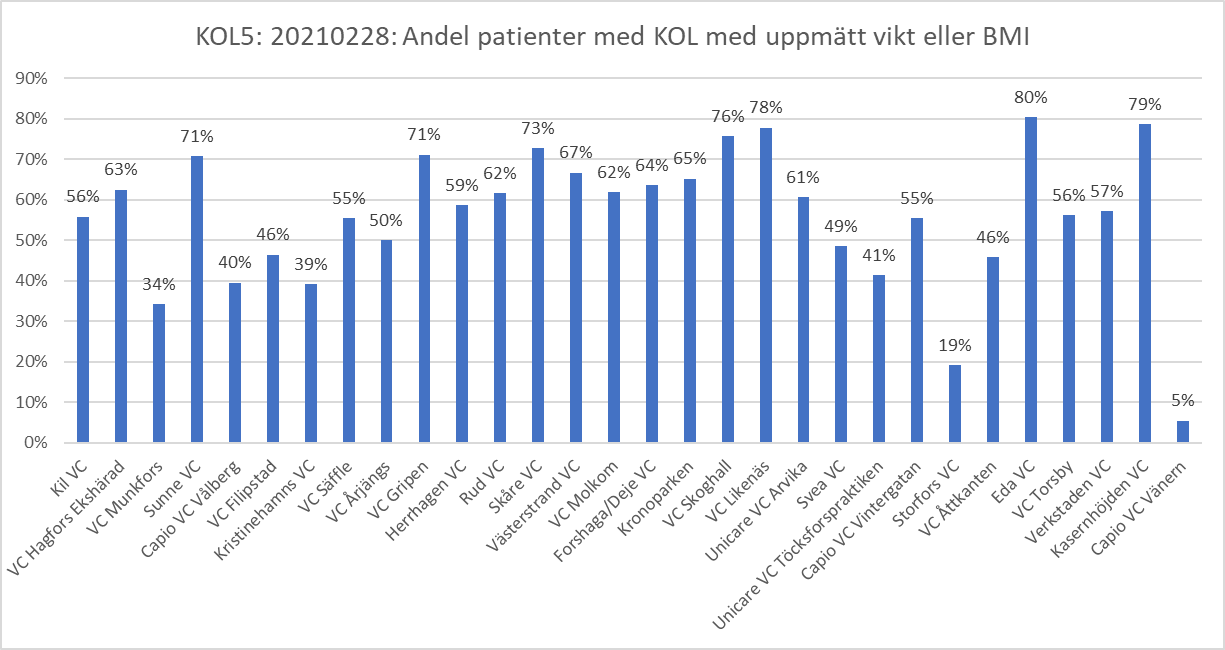 KOL5: 20210228: Andel patienter med KOL med uppmätt vikt eller BMI
90%
80%
70%
60%
50%
40%
30%
20%
10%
0%
56%
63%
34%
71%
40%
46%
39%
55%
50%
71%
59%
62%
73%
67%
62%
64%
65%
76%
78%
61%
49%
41%
55%
19%
46%
80%
56%
57%
79%
5%
Kil VC
VC Hagfors Ekshärad
VC Munkfors
Sunne VC
Capio VC Vålberg
VC Filipstad
Kristinehamns VC
VC Säffle
VC Årjängs
VC Gripen
Herrhagen VC
Rud VC
Skåre VC
Västerstrand VC
VC Molkom
Forshaga/Deje VC
Kronoparken
VC Skoghall
VC Likenäs
Unicare VC Arvika
Svea VC
Unicare VC Töcksforspraktiken
Capio VC Vintergatan
Storfors VC
VC Åttkanten
Eda VC
VC Torsby
Verkstaden VC
Kasernhöjden VC
Capio VC Vänern